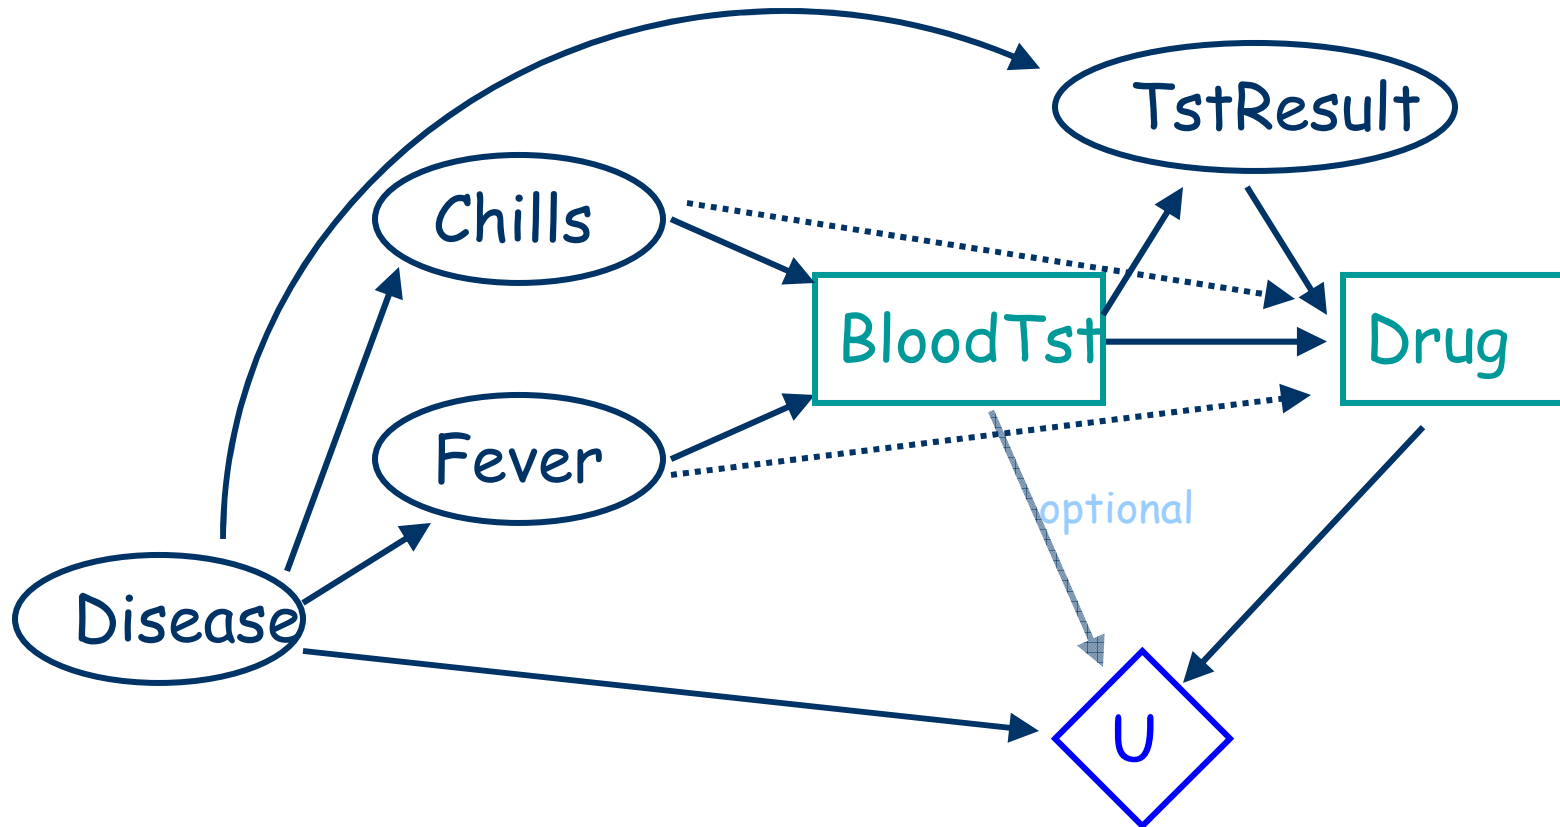 TstResult
Chills
BloodTst
Drug
Fever
optional
Disease
U